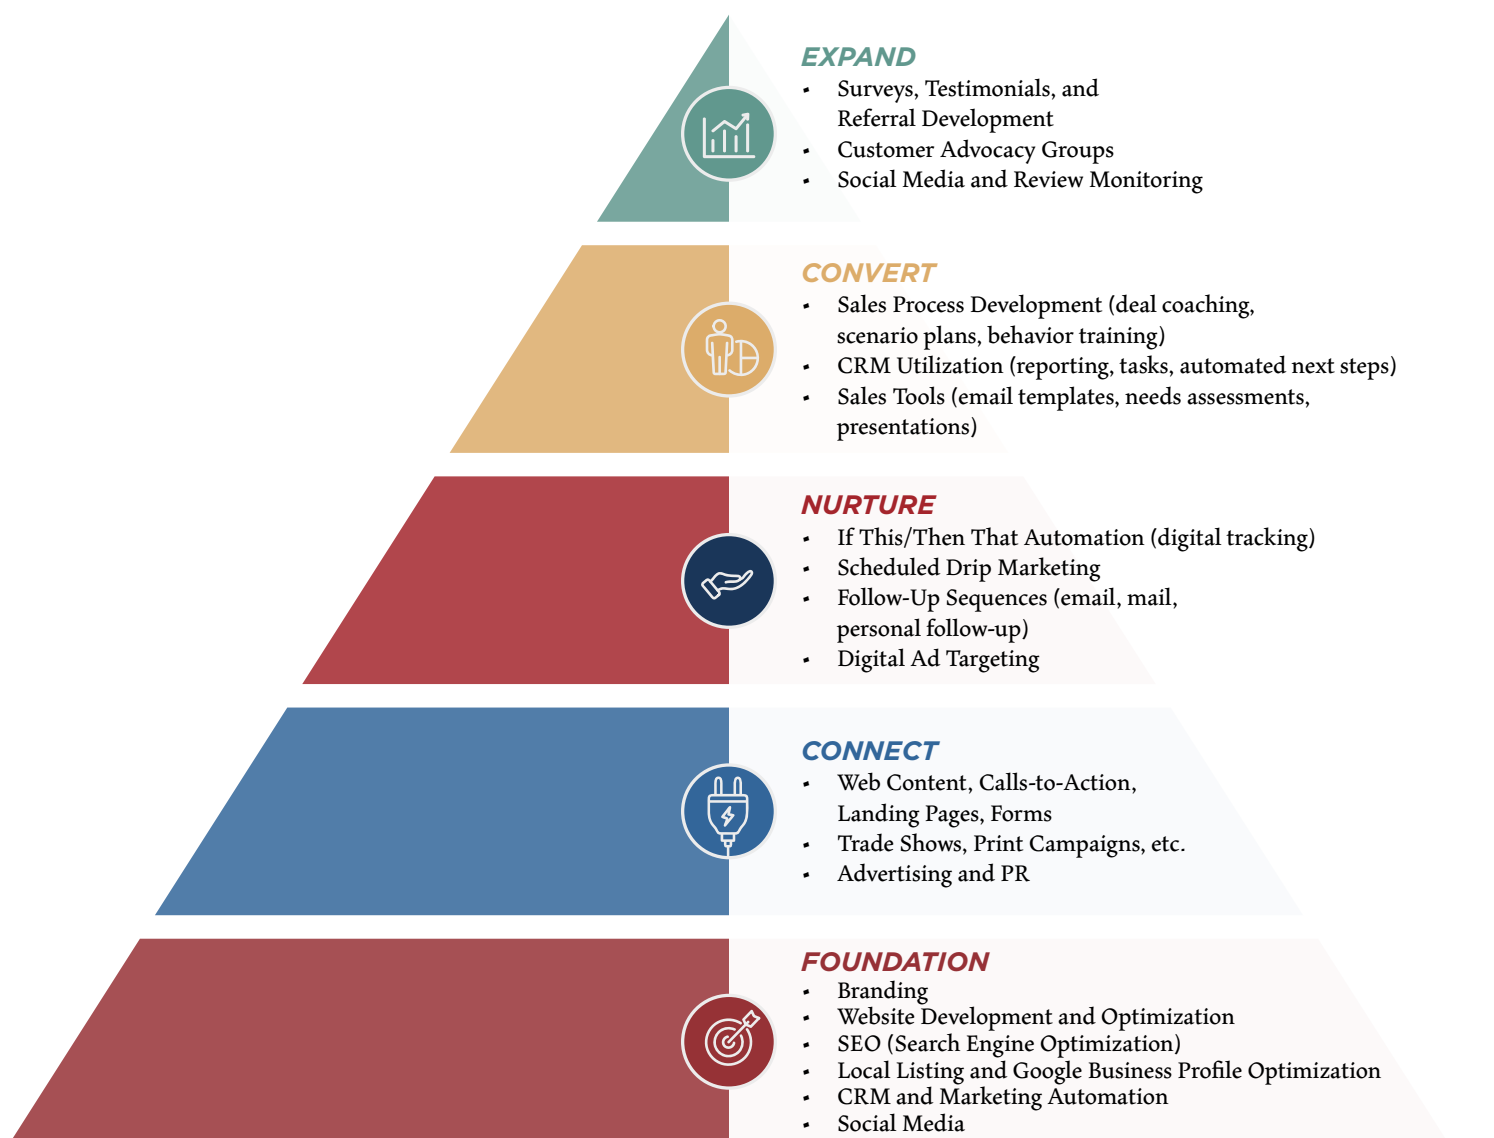 EXPAND
• Surveys, Testimonials, and
Referral Development
• Customer Advocacy Groups
• Social Media and Review Monitoring
CONVERT
• Sales Process Development (deal coaching,
scenario plans, behavior training)
• CRM Utilization (reporting, tasks, automated next steps)
• Sales Tools (email templates, needs assessments,
presentations)
NURTURE
• If This/Then That Automation (digital tracking)
• Scheduled Drip Marketing
• Follow-Up Sequences (email, mail,
personal follow-up)
• Digital Ad Targeting
CONNECT
• Web Content, Calls-to-Action,
Landing Pages, Forms
• Trade Shows, Print Campaigns, etc.
• Advertising and PR
FOUNDATION
• Branding
• Website Development and Optimization
• SEO (Search Engine Optimization)
• Local Listing and Google Business Profile Optimization
• CRM and Marketing Automation
• Social Media